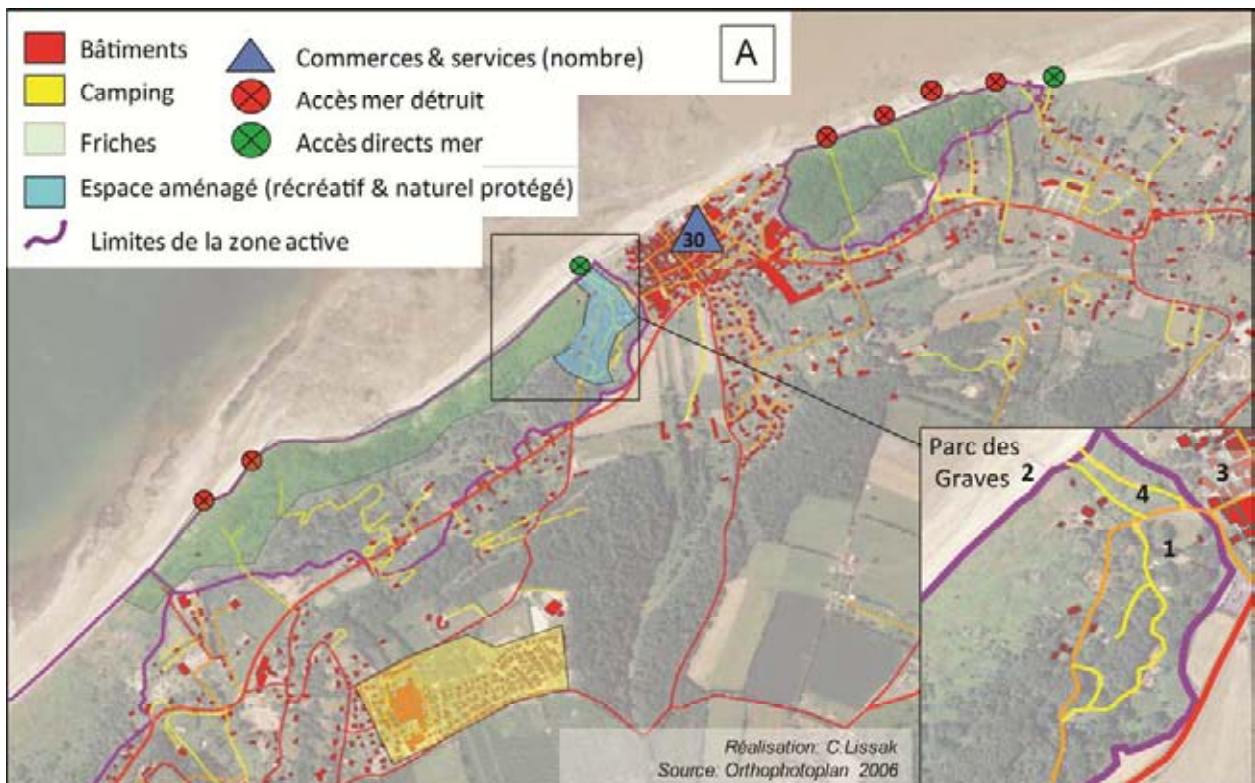 Bâtiments
Camping
Friches
Espace aménagé (récréatif & naturel protégé)
Limites de la zone active
Commerces & services (nombre)
Accès mer détruit
Accès directs mer
A
30
Parc des
Graves
2
3
4
1
Réalisation: C.Lissak
Source: Orthophotoplan 2006